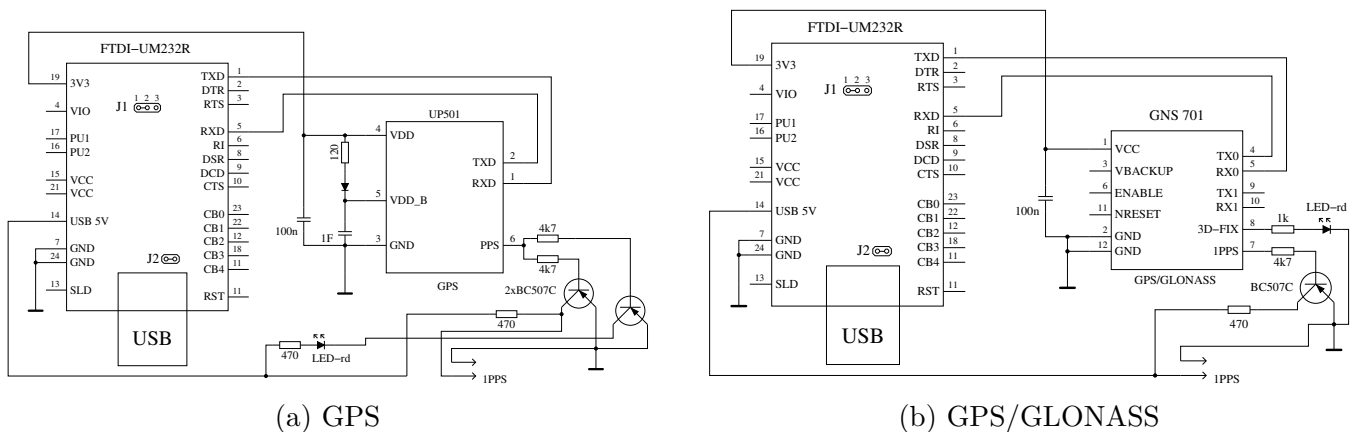 FTDI−UM232R
19 3V3
4 VIO
17 PU1
16 PU2
15 VCC
21 VCC
14 USB 5V
7 GND
24 GND
13 SLD
J1 1 2 3
J2
TXD 1
DTR 2
RTS 3
RXD 5
RI 6
DSR 8
DCD 9
CTS 10
CB0 23
CB1 22
CB2 12
CB3 18
CB4 11
RST 11
USB
100n
120
1F
UP501
4 VDD
5 VDD_B
3 GND
TXD 2
RXD 1
PPS 6
GPS
4k7
4k7
2xBC507C
470
470
LED−rd
1PPS
(a) GPS
FTDI−UM232R
19 3V3
4 VIO
17 PU1
16 PU2
15 VCC
21 VCC
14 USB 5V
7 GND
24 GND
13 SLD
J1 1 2 3
J2
TXD 1
DTR 2
RTS 3
RXD 5
RI 6
DSR 8
DCD 9
CTS 10
CB0 23
CB1 22
CB2 12
CB3 18
CB4 11
RST 11
USB
100n
GNS 701
1 VCC
3 VBACKUP
6 ENABLE
11 NRESET
2 GND
12 GND
TX0 4
RX0 5
TX1 9
RX1 10
3D−FIX 8
1PPS 7
GPS/GLONASS
1k
LED−rd
4k7
BC507C
470
1PPS
(b) GPS/GLONASS